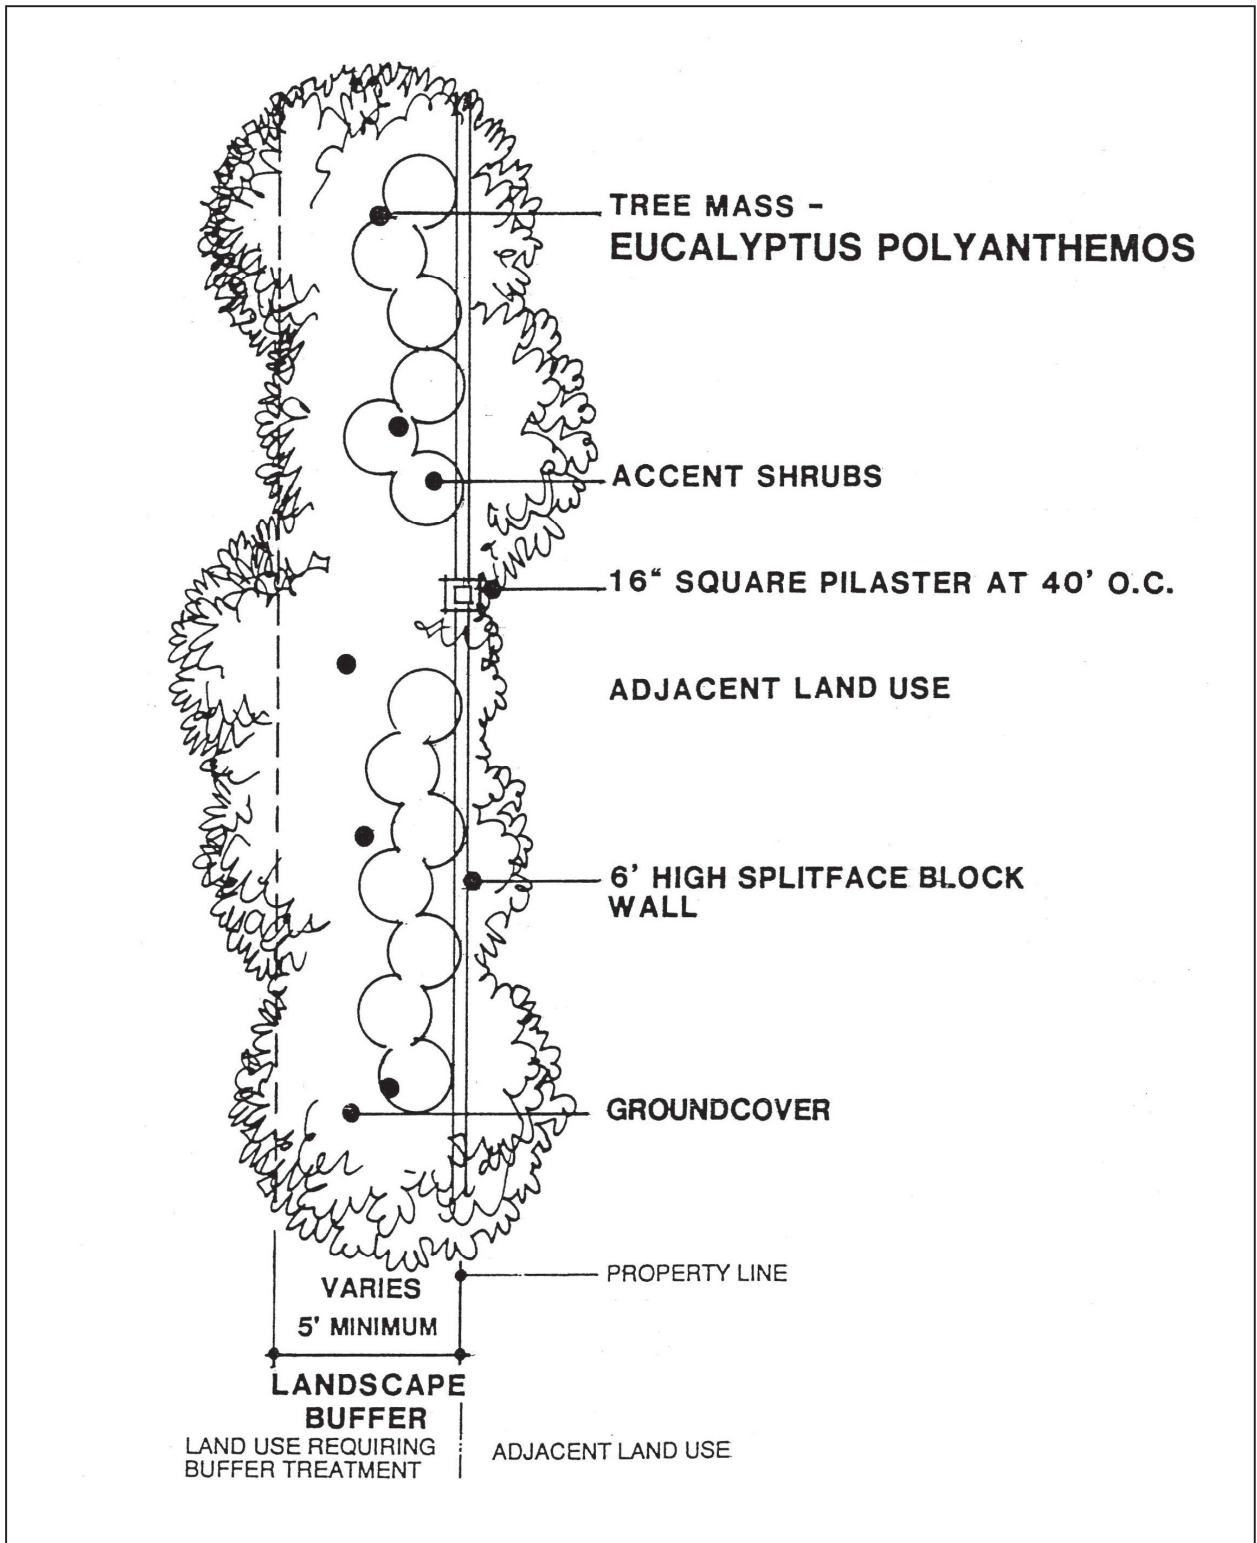 TREE MASS –
EUCALYPTUS POLYANTHEMOS
ACCENT SHRUBS
16“ SQUARE PILASTER AT 40’ O.C.
ADJACENT LAND USE
6’ HIGH SPLITFACE BLOCK
WALL
GROUNDCOVER
PROPERTY LINE
VARIES
5' MINIMUM
LANDSCAPE
BUFFER
LAND USE REQUIRING
BUFFER TREATMENT
ADJACENT LAND USE